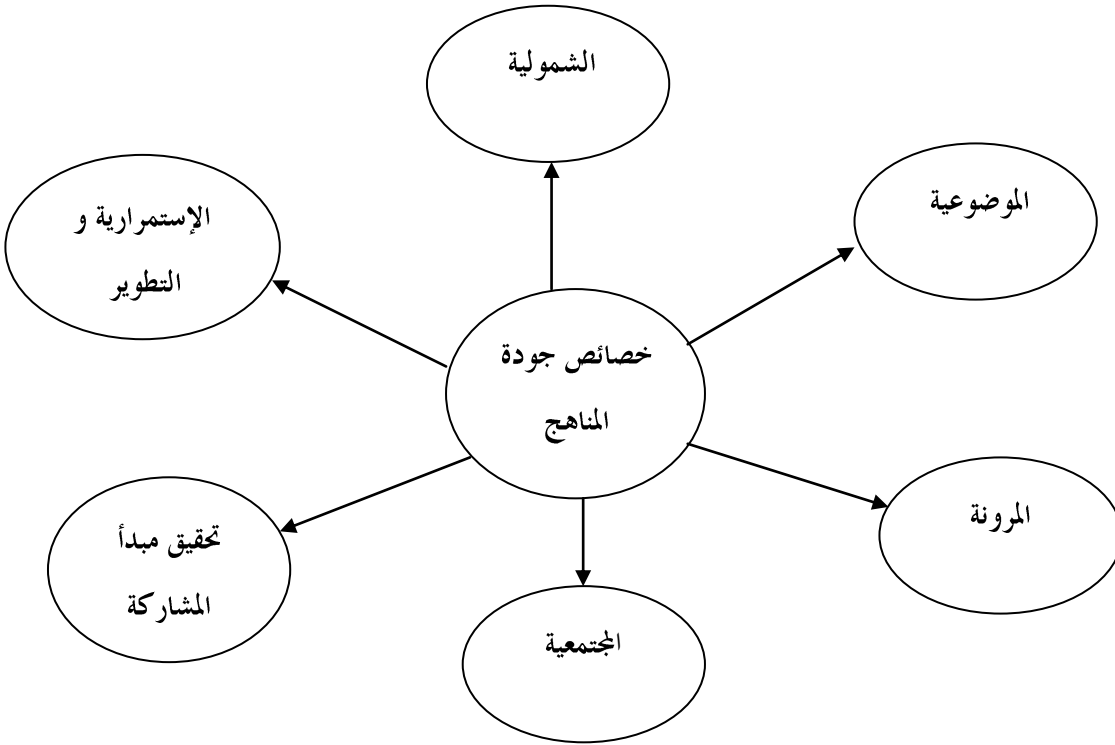 الشمولية
الموضوعية
الإستمرارية و
التطوير
خصائص جودة
المناهج
المرونة
تحقيق مبدأ
المشاركة
المجتمعية